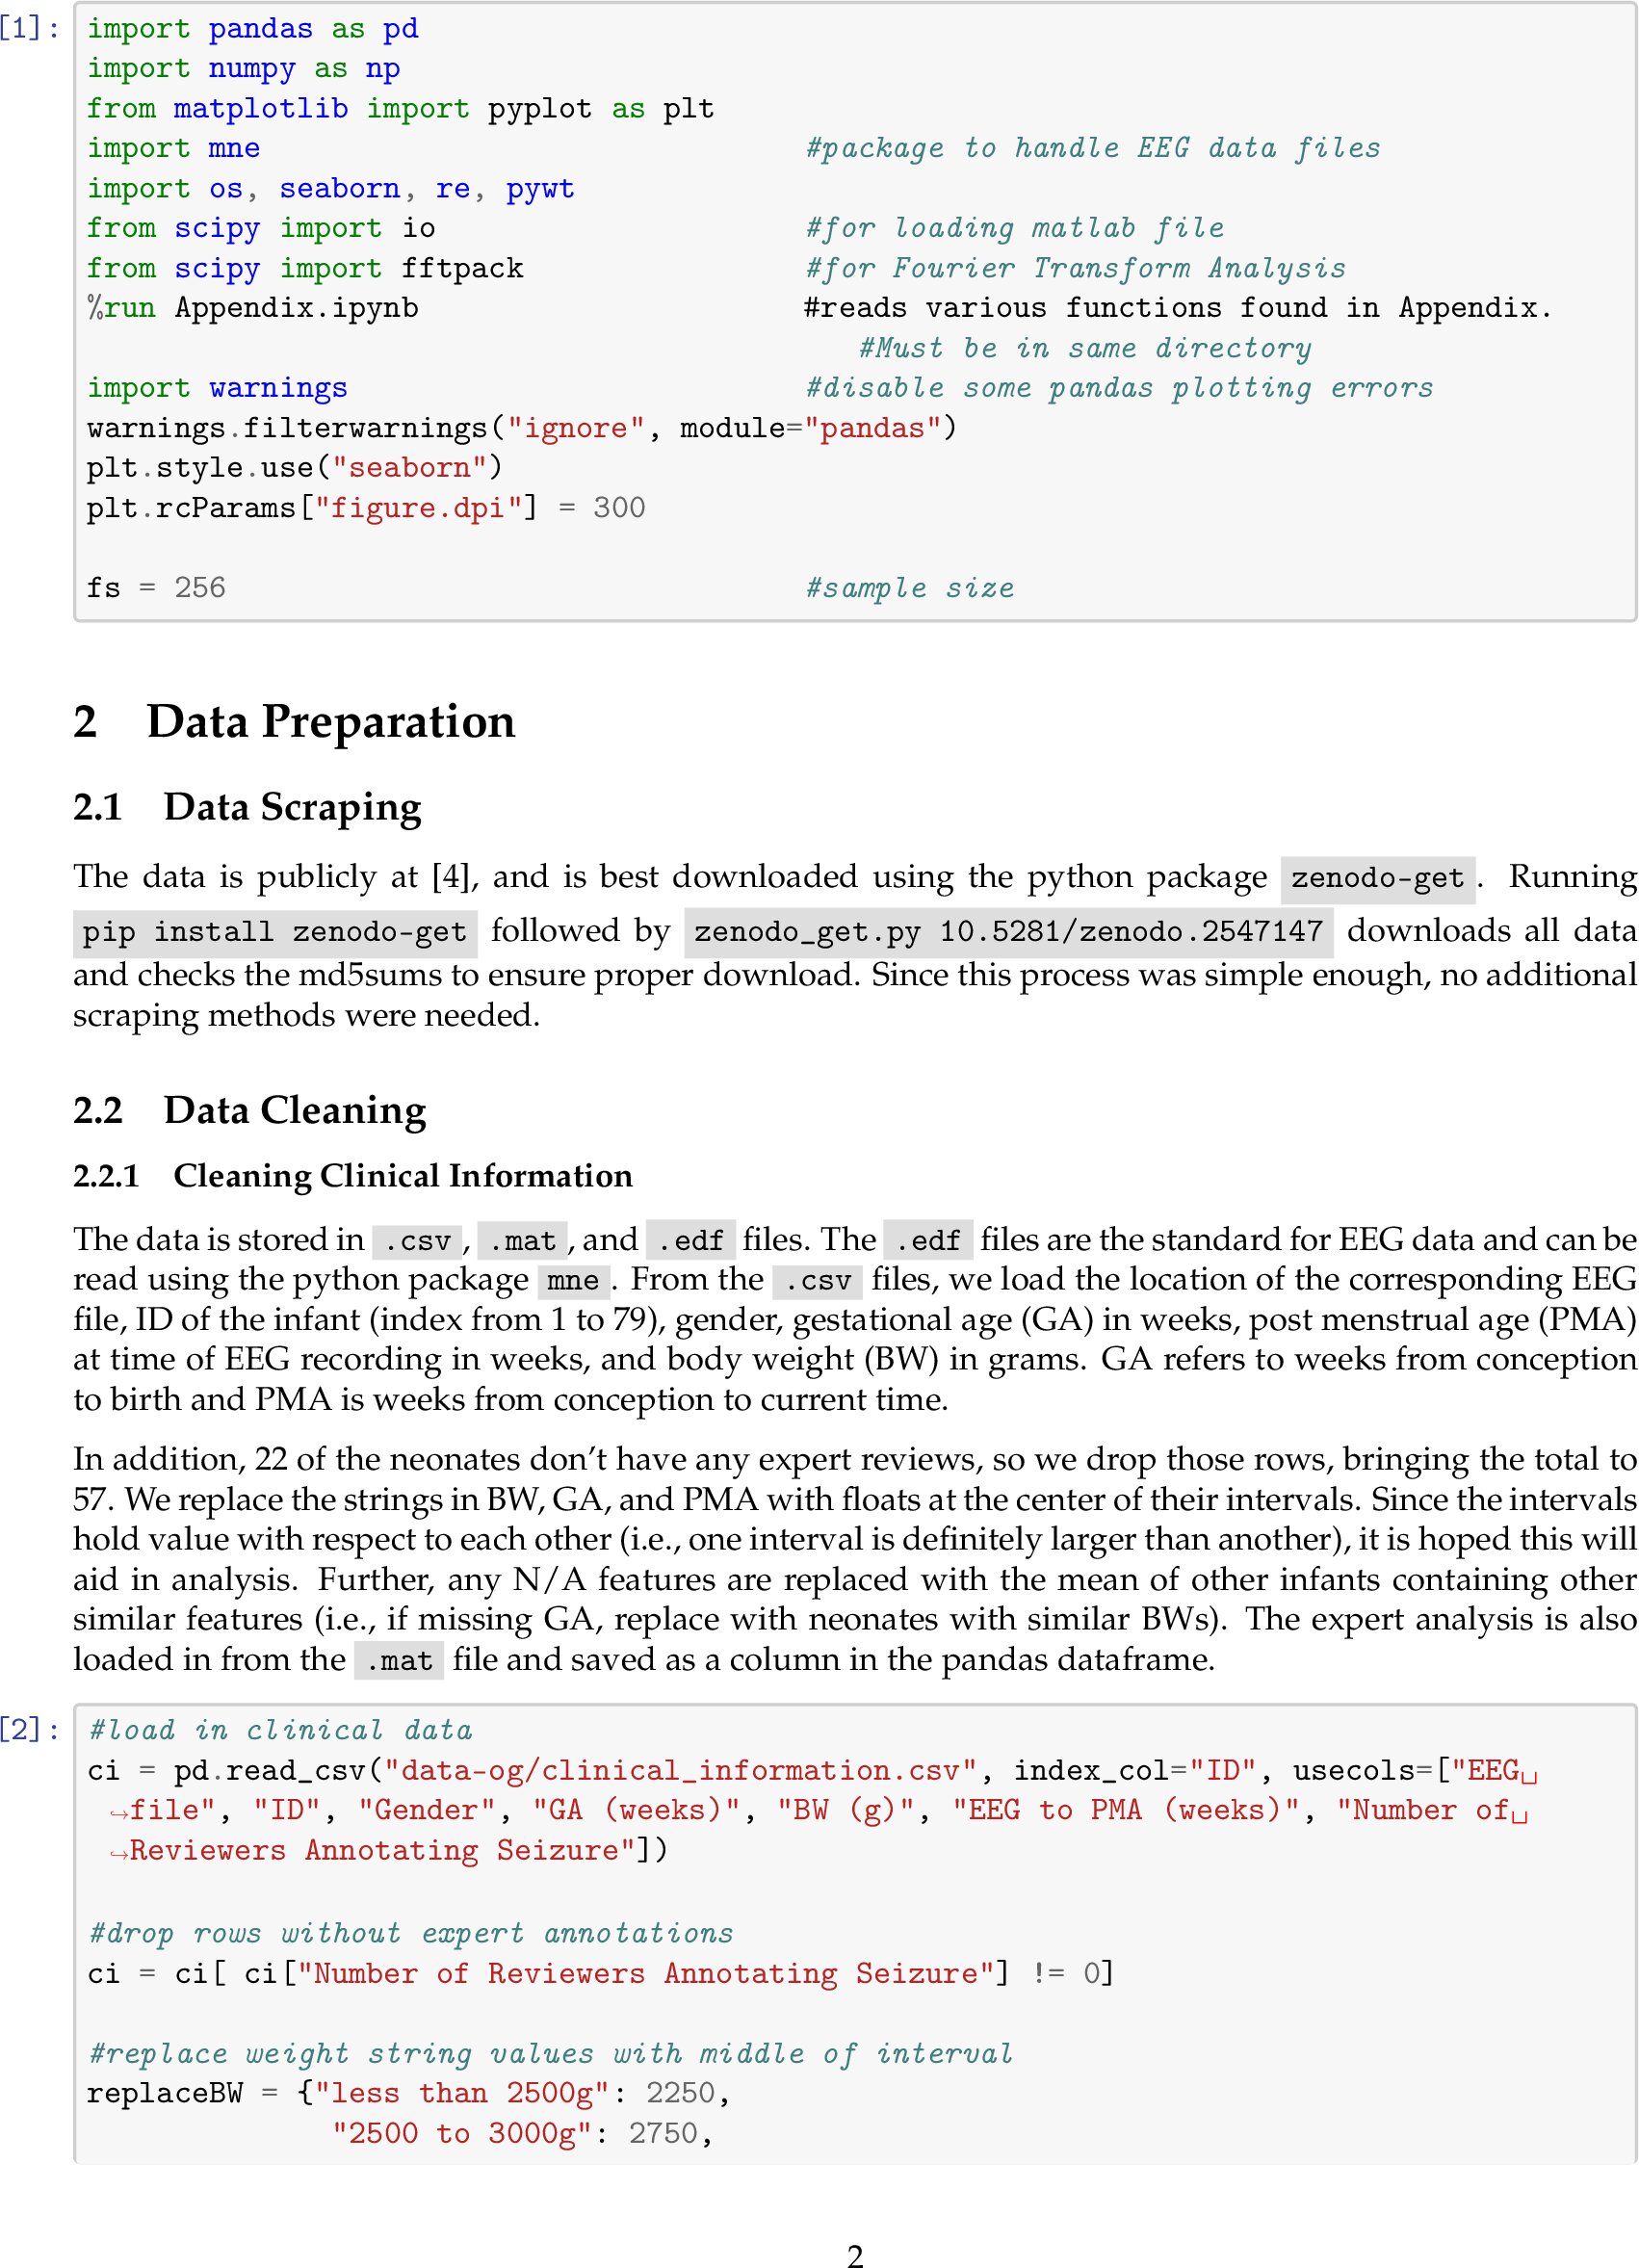 [1]: import pandas as pd
import numpy as np
from matplotlib import pyplot as plt
import mne #package to handle EEG data files
import os, seaborn, re, pywt
from scipy import io #for loading matlab file
from scipy import fftpack #for Fourier Transform Analysis
%run Appendix.ipynb #reads various functions found in Appendix.
#Must be in same directory
import warnings #disable some pandas plotting errors
warnings.filterwarnings("ignore", module="pandas")
plt.style.use("seaborn")
plt.rcParams["figure.dpi"] = 300
fs = 256 #sample size
2 Data Preparation
2.1 Data Scraping
The data is publicly at [4], and is best downloaded using the python package zenodo-get. Running
pip install zenodo-get followed by zenodo_get.py 10.5281/zenodo.2547147 downloads all data
and checks the md5sums to ensure proper download. Since this process was simple enough, no additional
scraping methods were needed.
2.2 Data Cleaning
2.2.1 Cleaning Clinical Information
The data is stored in .csv, .mat, and .edf files. The .edf files are the standard for EEG data and can be
read using the python package mne. From the .csv files, we load the location of the corresponding EEG
file, ID of the infant (index from 1 to 79), gender, gestational age (GA) in weeks, post menstrual age (PMA)
at time of EEG recording in weeks, and body weight (BW) in grams. GA refers to weeks from conception
to birth and PMA is weeks from conception to current time.
In addition, 22 of the neonates don't have any expert reviews, so we drop those rows, bringing the total to
57. We replace the strings in BW, GA, and PMA with floats at the center of their intervals. Since the intervals
hold value with respect to each other (i.e., one interval is definitely larger than another), it is hoped this will
aid in analysis. Further, any N/A features are replaced with the mean of other infants containing other
similar features (i.e., if missing GA, replace with neonates with similar BWs). The expert analysis is also
loaded in from the .mat file and saved as a column in the pandas dataframe.
[2]: #load in clinical data
ci = pd.read_csv("data-og/clinical_information.csv", index_col="ID", usecols=["EEG␣
↪file", "ID", "Gender", "GA (weeks)", "BW (g)", "EEG to PMA (weeks)", "Number of␣
↪Reviewers Annotating Seizure"])
#drop rows without expert annotations
ci = ci[ ci["Number of Reviewers Annotating Seizure"] != 0]
#replace weight string values with middle of interval
replaceBW = {"less than 2500g": 2250,
"2500 to 3000g": 2750,
2